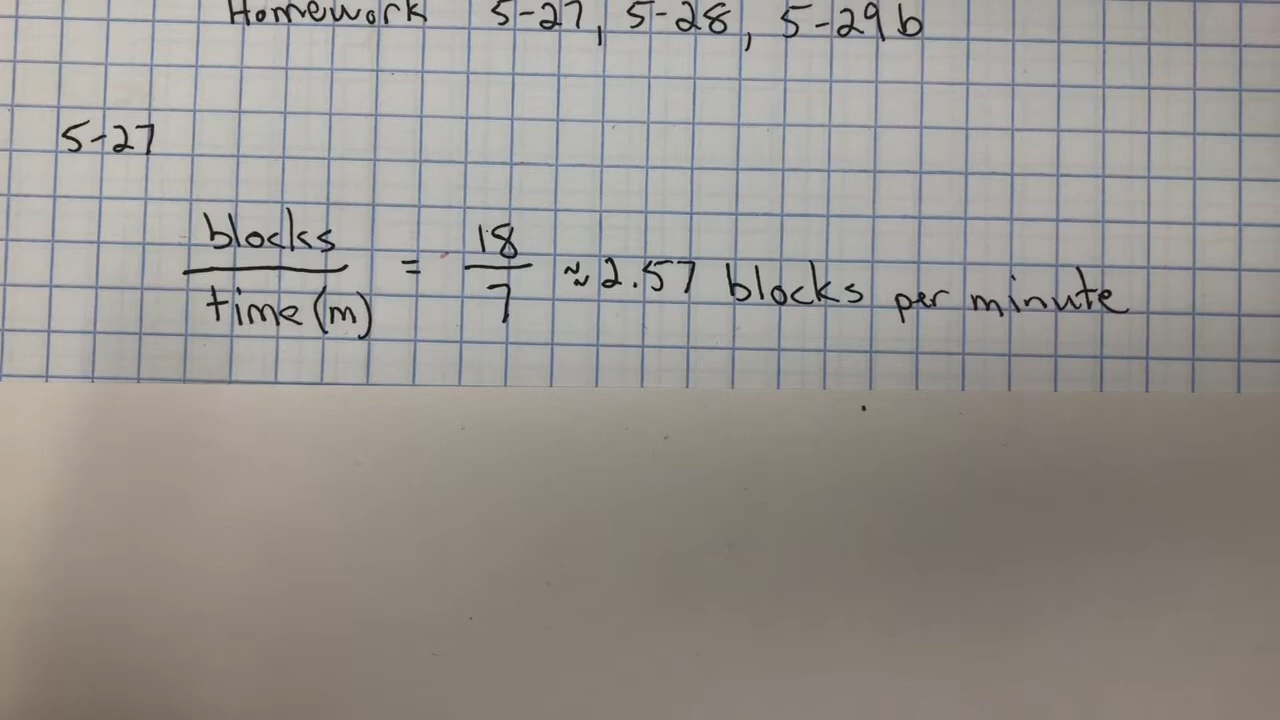 Homework 5-27, 5-28, 5-29b
5-27
blocks / time (m) = 18 / 7 ≈ 2.57 blocks per minute